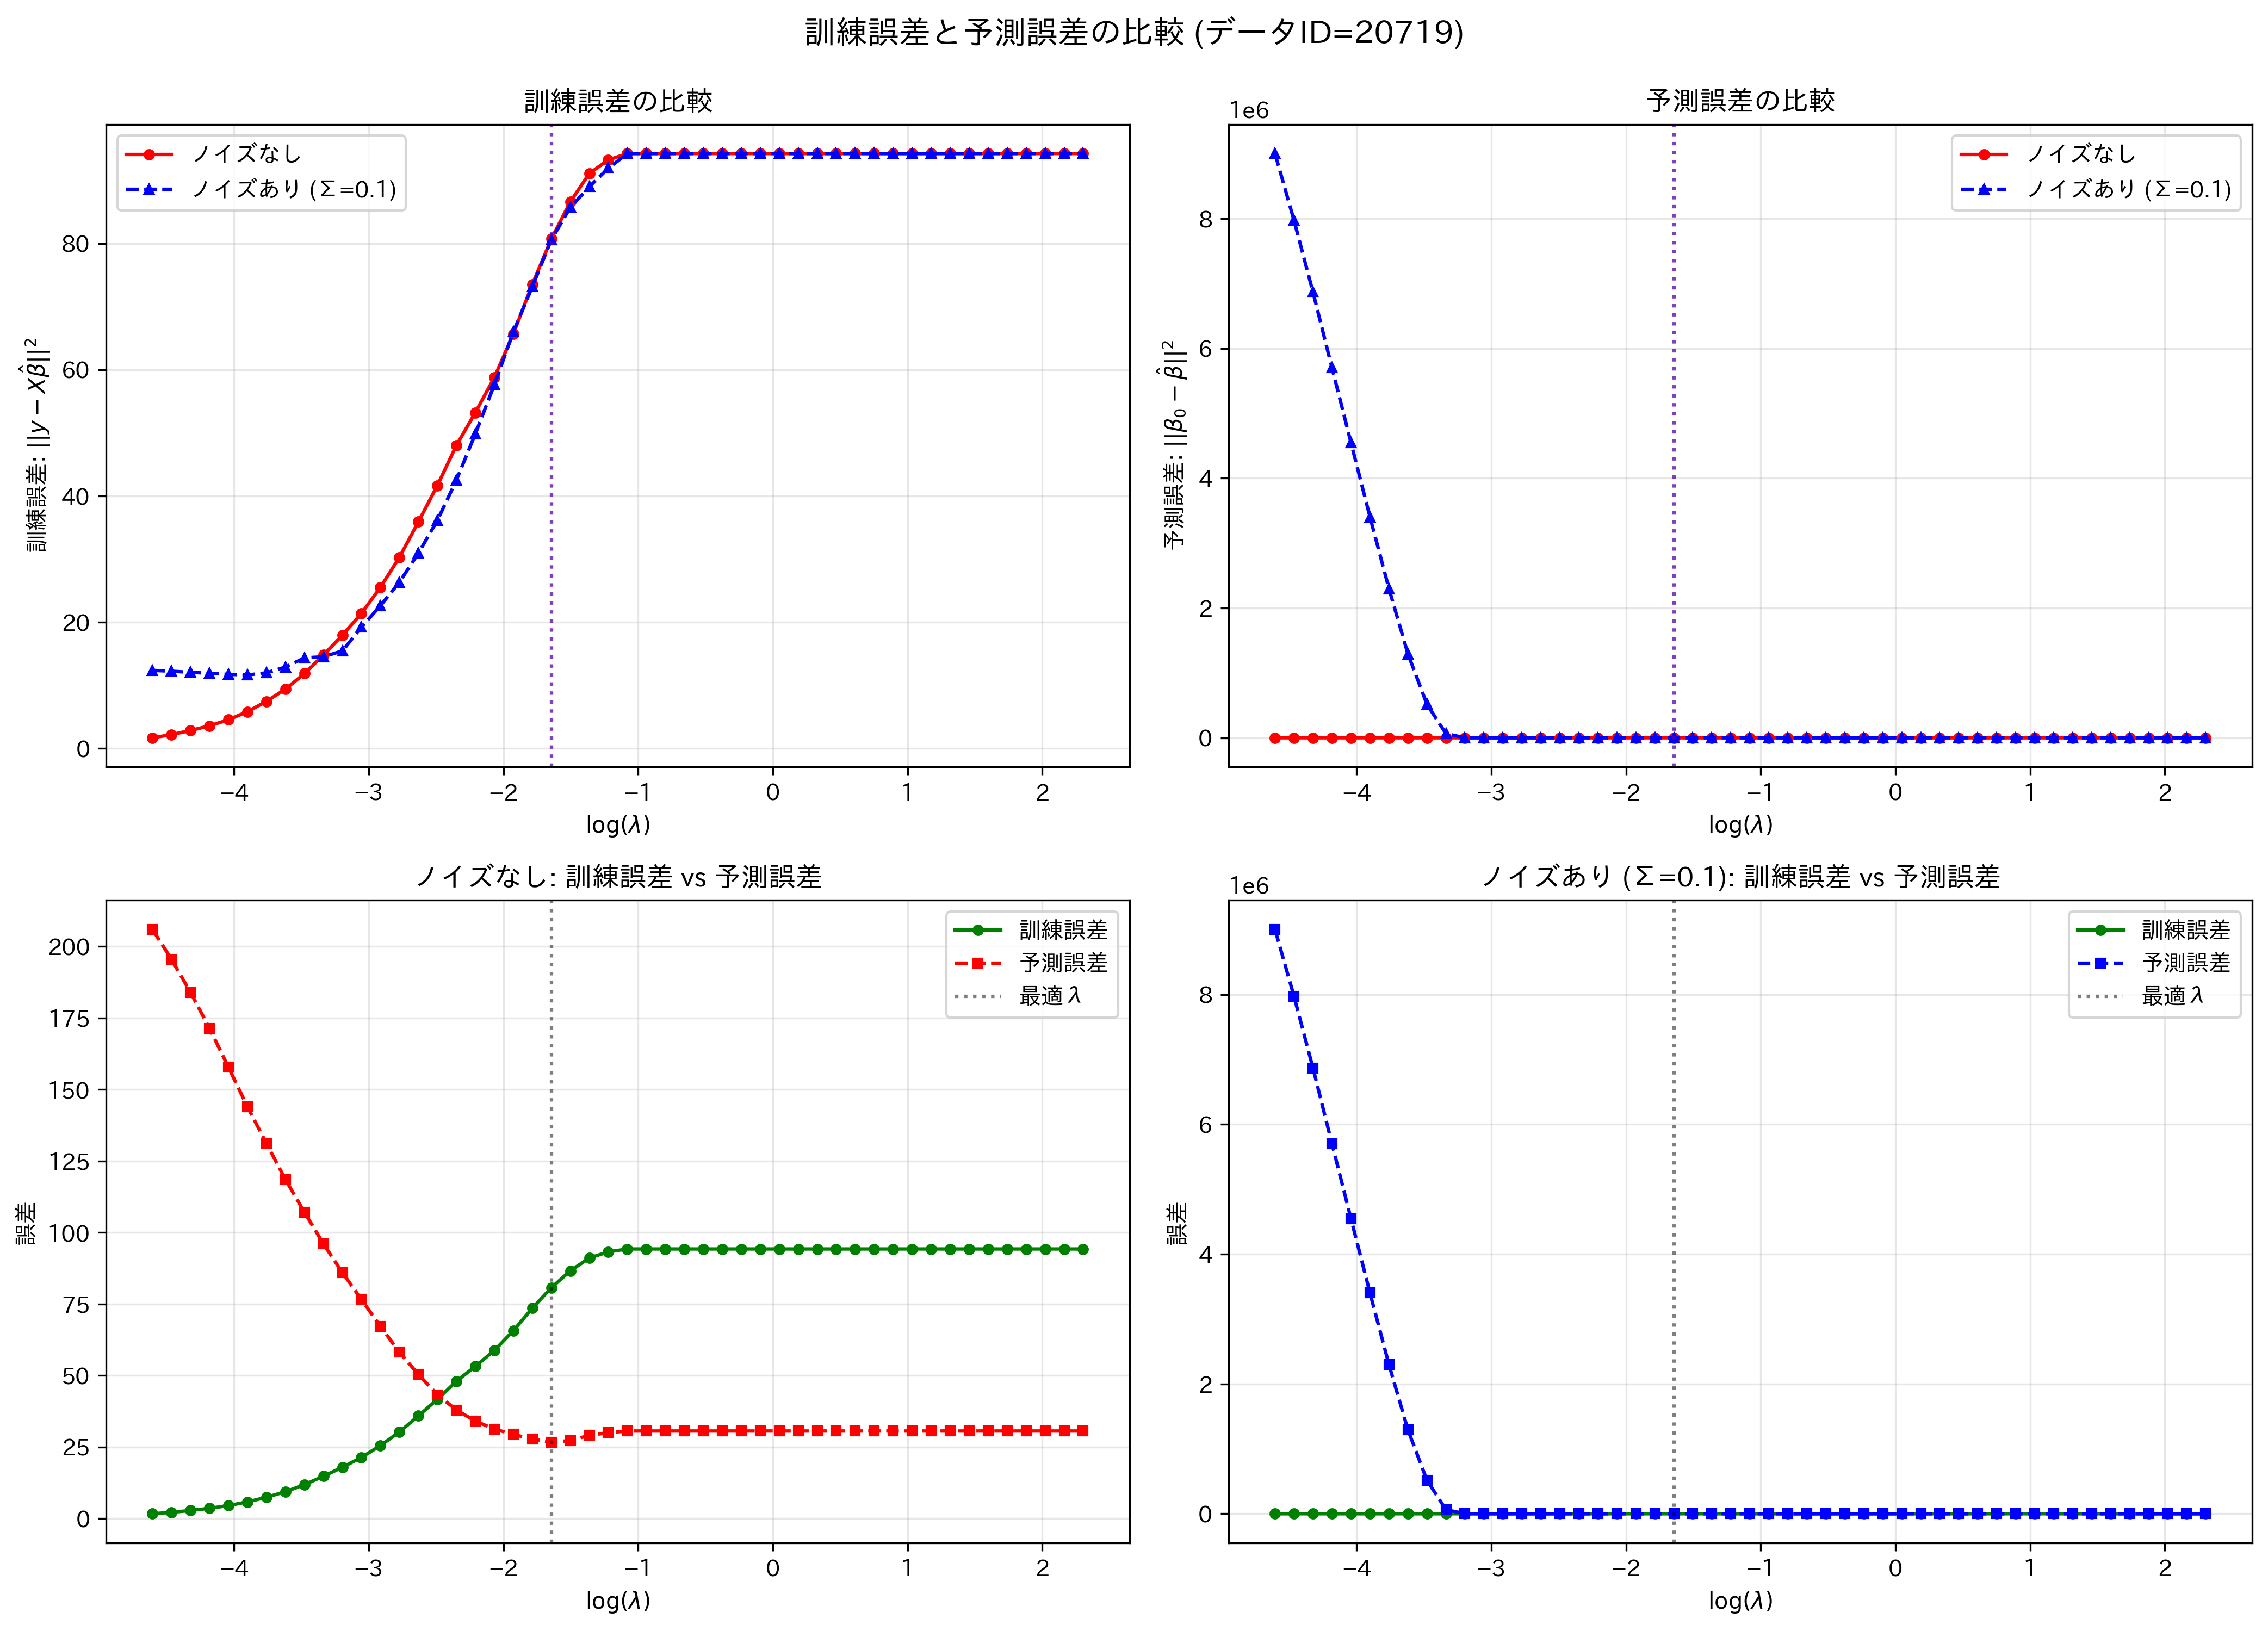 訓練誤差と予測誤差の比較 (データID=20719)
訓練誤差の比較
ノイズなし
ノイズあり (Σ=0.1)
訓練誤差: ||y − Xβ̂||²
80
60
40
20
0
−4 −3 −2 −1 0 1 2
log(λ)
予測誤差の比較
1e6
ノイズなし
ノイズあり (Σ=0.1)
予測誤差: ||β₀ − β̂||²
8
6
4
2
0
−4 −3 −2 −1 0 1 2
log(λ)
ノイズなし: 訓練誤差 vs 予測誤差
訓練誤差
予測誤差
最適λ
誤差
200
175
150
125
100
75
50
25
0
−4 −3 −2 −1 0 1 2
log(λ)
ノイズあり (Σ=0.1): 訓練誤差 vs 予測誤差
1e6
訓練誤差
予測誤差
最適λ
誤差
8
6
4
2
0
−4 −3 −2 −1 0 1 2
log(λ)